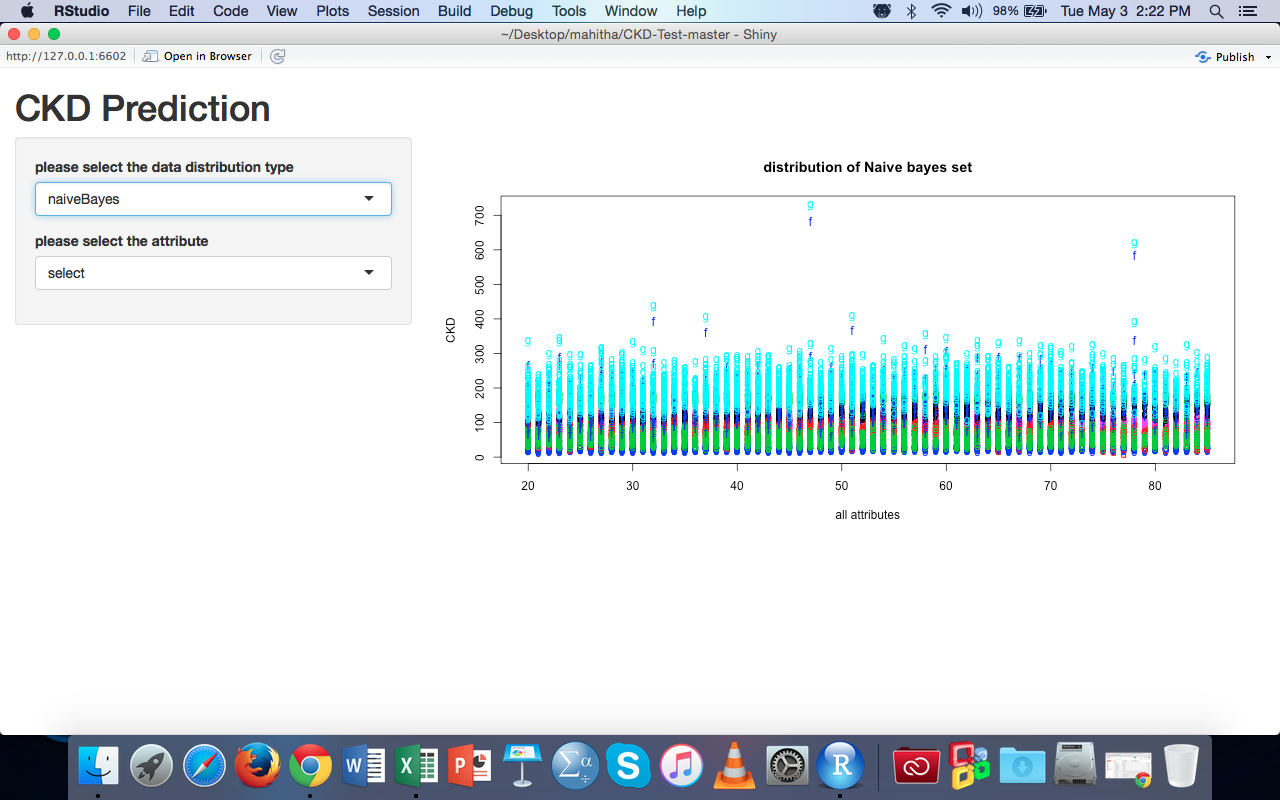 RStudio File Edit Code View Plots Session Build Debug Tools Window Help 98% Tue May 3 2:22 PM
~/Desktop/mahitha/CKD-Test-master - Shiny
http://127.0.0.1:6602 Open in Browser Publish
CKD Prediction
please select the data distribution type
naiveBayes
please select the attribute
select
distribution of Naive bayes set
CKD
700
600
500
400
300
200
100
0
20 30 40 50 60 70 80
all attributes